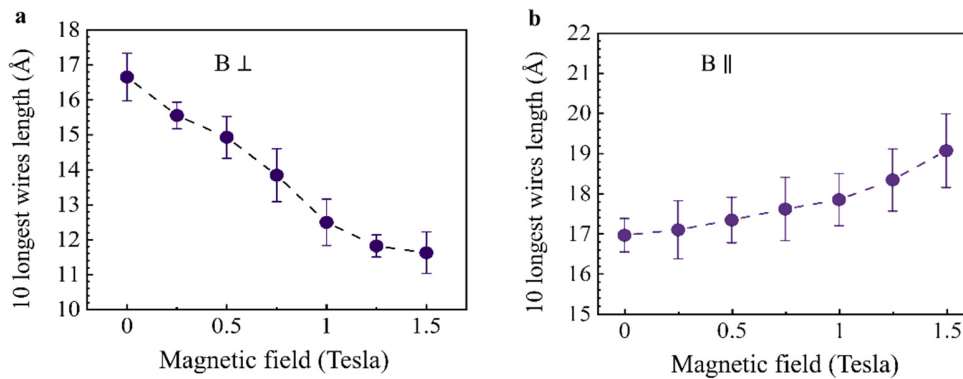 a
18
17
16
15
14
13
12
11
10
10 longest wires length (Å)
B ⊥
0 0.5 1 1.5
Magnetic field (Tesla)
b
22
21
20
19
18
17
16
15
10 longest wires length (Å)
B ∥
0 0.5 1 1.5
Magnetic field (Tesla)